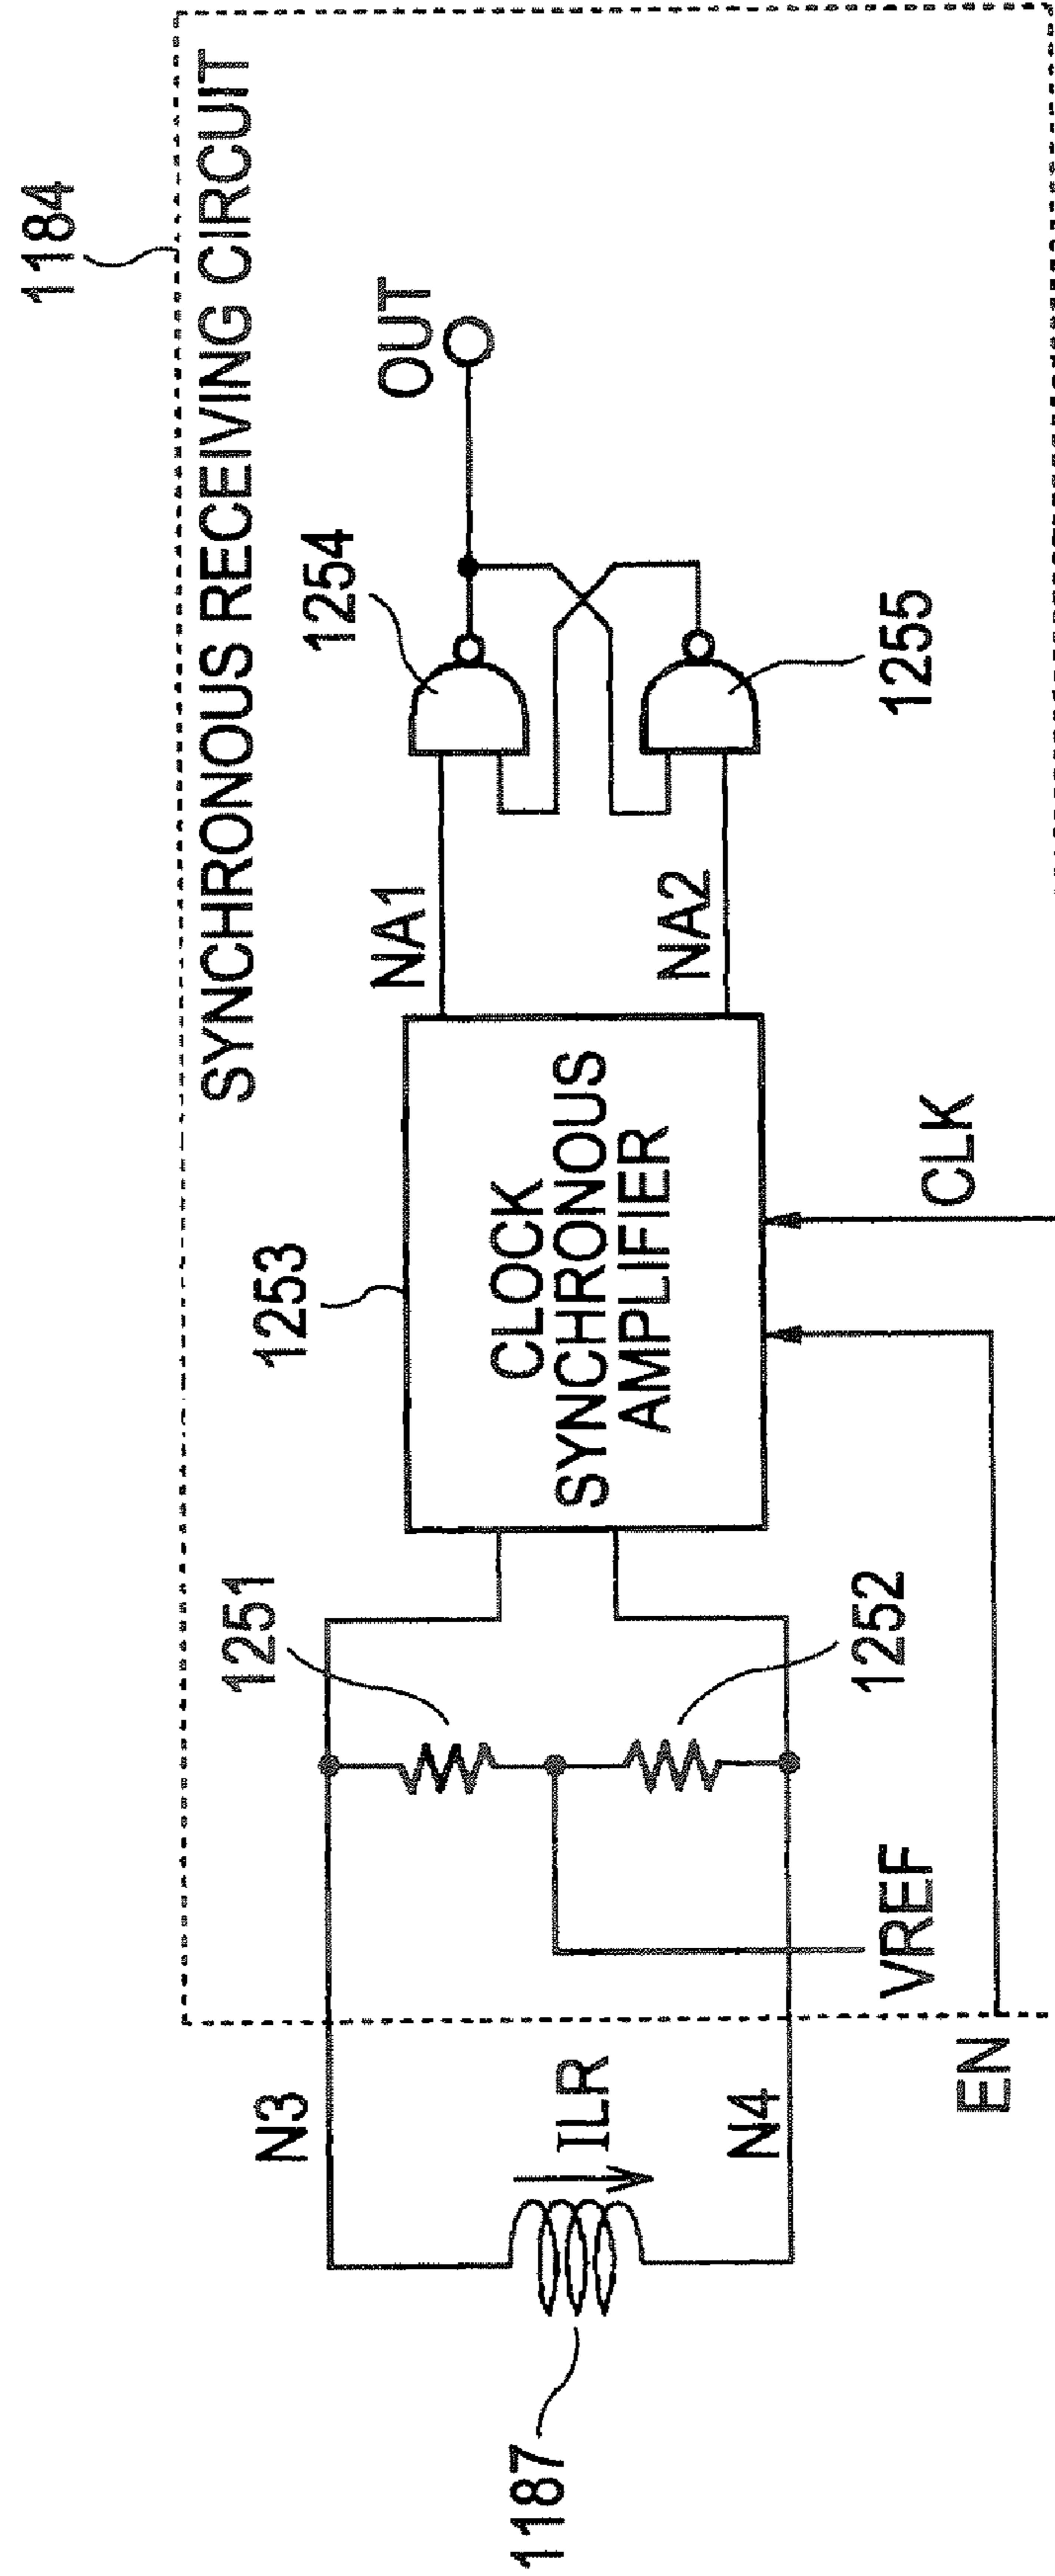 1184
SYNCHRONOUS RECEIVING CIRCUIT
1187
N3
ILR
N4
EN
1251
1252
VREF
1253
CLOCK
SYNCHRONOUS
AMPLIFIER
CLK
NA1
NA2
1254
1255
OUT